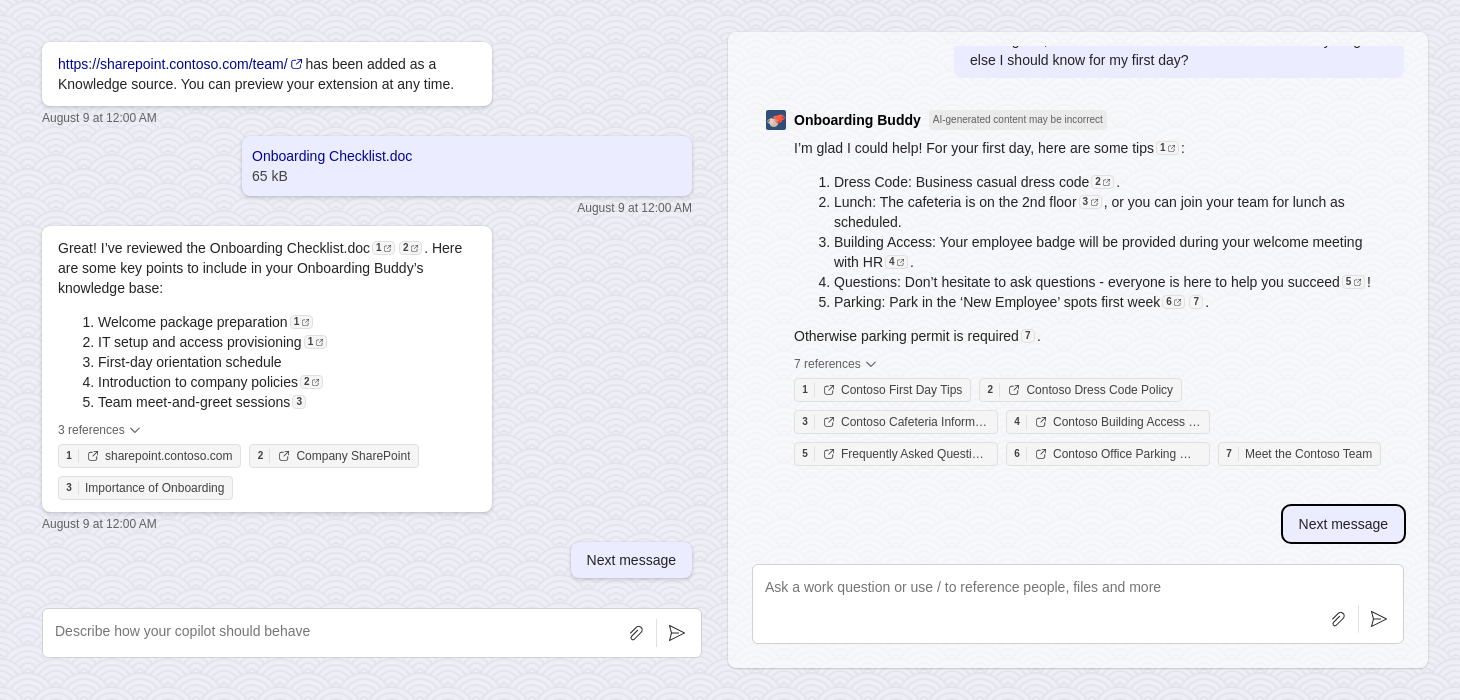 https://sharepoint.contoso.com/team/ has been added as a
Knowledge source. You can preview your extension at any time.
August 9 at 12:00 AM
Onboarding Checklist.doc
65 kB
August 9 at 12:00 AM
Great! I’ve reviewed the Onboarding Checklist.doc 1 2 . Here
are some key points to include in your Onboarding Buddy’s
knowledge base:
1. Welcome package preparation 1
2. IT setup and access provisioning 1
3. First-day orientation schedule
4. Introduction to company policies 2
5. Team meet-and-greet sessions 3
3 references
1 sharepoint.contoso.com 2 Company SharePoint
3 Importance of Onboarding
August 9 at 12:00 AM
Next message
Describe how your copilot should behave
else I should know for my first day?
Onboarding Buddy AI-generated content may be incorrect
I’m glad I could help! For your first day, here are some tips 1 :
1. Dress Code: Business casual dress code 2 .
2. Lunch: The cafeteria is on the 2nd floor 3 , or you can join your team for lunch as
scheduled.
3. Building Access: Your employee badge will be provided during your welcome meeting
with HR 4 .
4. Questions: Don’t hesitate to ask questions - everyone is here to help you succeed 5 !
5. Parking: Park in the ‘New Employee’ spots first week 6 7 .
Otherwise parking permit is required 7 .
7 references
1 Contoso First Day Tips 2 Contoso Dress Code Policy
3 Contoso Cafeteria Inform… 4 Contoso Building Access …
5 Frequently Asked Questi… 6 Contoso Office Parking … 7 Meet the Contoso Team
Next message
Ask a work question or use / to reference people, files and more